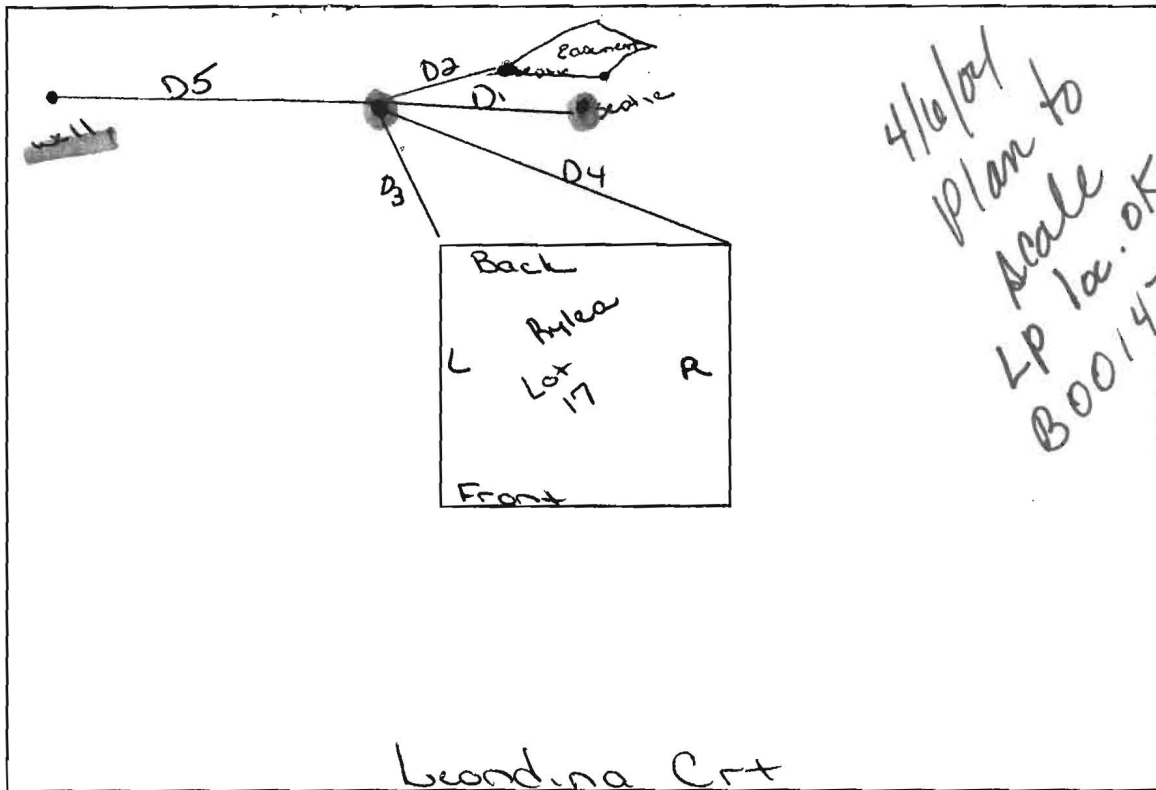 D5
D2
Easement
D1
Septic
well
D3
D4
Back
Rylea
L
Lot
17
R
Front
Leondina Crt
4/6/04
plan to
scale
LP loc. OK
B0014